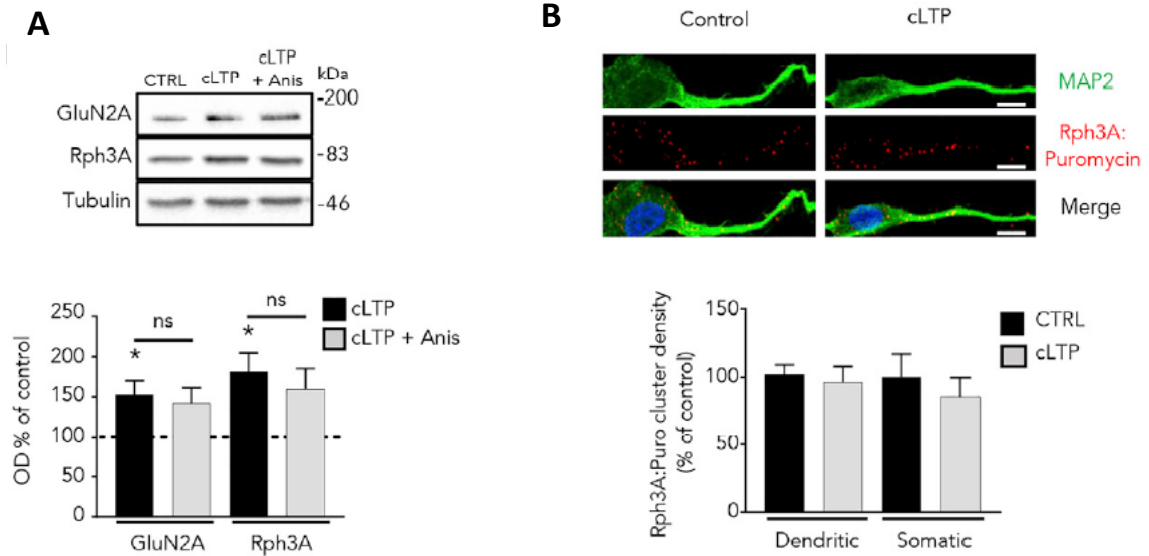 A
CTRL
cLTP
cLTP
+ Anis
kDa
GluN2A
-200
Rph3A
-83
Tubulin
-46
OD % of control
250
200
150
100
50
0
ns
*
ns
*
cLTP
cLTP + Anis
GluN2A
Rph3A
B
Control
cLTP
MAP2
Rph3A:
Puromycin
Merge
Rph3A:Puro cluster density
(% of control)
150
100
50
0
CTRL
cLTP
Dendritic
Somatic